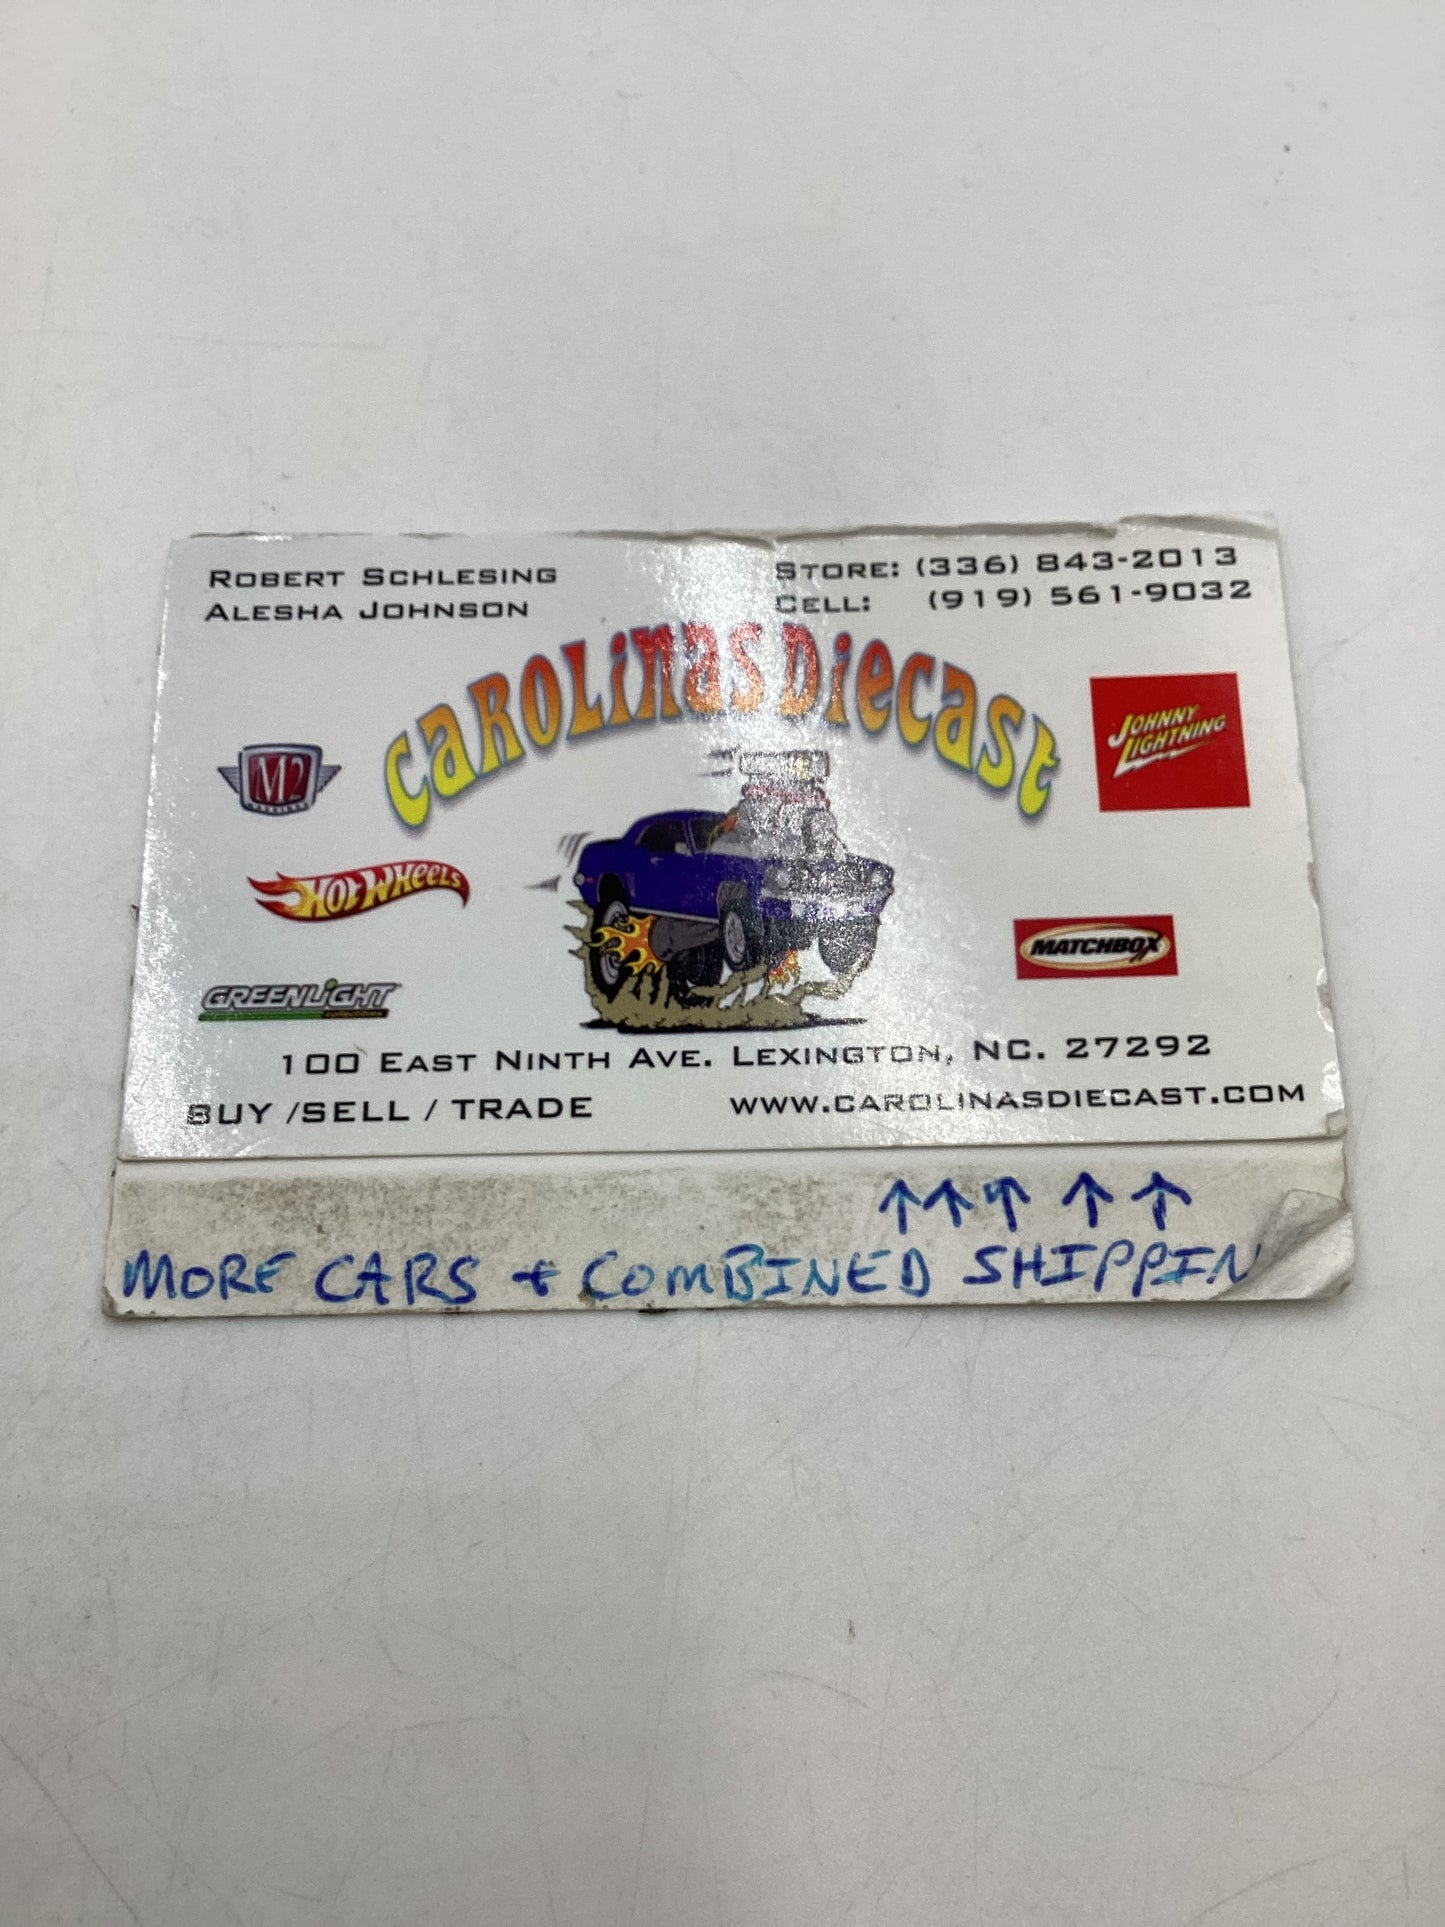 ROBERT SCHLESING
ALESHA JOHNSON
STORE: (336) 843-2013
CELL: (919) 561-9032
CAROLINAS DIECAST
M2
JOHNNY
LIGHTNING
HOT WHEELS
MATCHBOX
GREENLIGHT
collectibles
100 EAST NINTH AVE. LEXINGTON, NC. 27292
BUY /SELL / TRADE
WWW.CAROLINASDIECAST.COM
↑ ↑ ↑ ↑ ↑
MORE CARS + COMBINED SHIPPIN